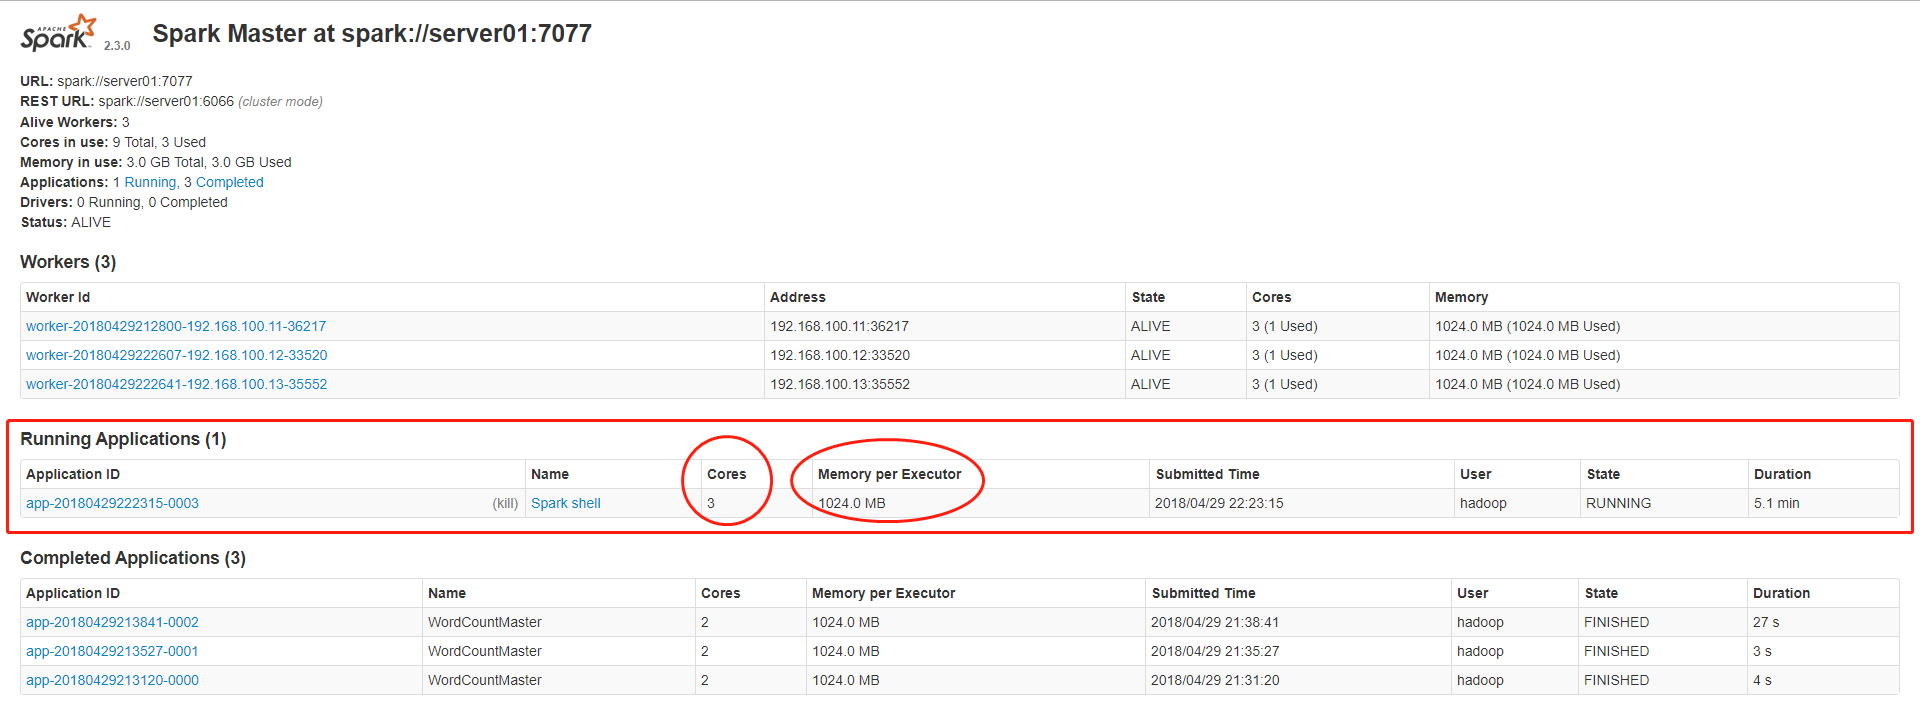 APACHE
Spark 2.3.0 Spark Master at spark://server01:7077
URL: spark://server01:7077
REST URL: spark://server01:6066 (cluster mode)
Alive Workers: 3
Cores in use: 9 Total, 3 Used
Memory in use: 3.0 GB Total, 3.0 GB Used
Applications: 1 Running, 3 Completed
Drivers: 0 Running, 0 Completed
Status: ALIVE
Workers (3)
Worker Id Address State Cores Memory
worker-20180429212800-192.168.100.11-36217 192.168.100.11:36217 ALIVE 3 (1 Used) 1024.0 MB (1024.0 MB Used)
worker-20180429222607-192.168.100.12-33520 192.168.100.12:33520 ALIVE 3 (1 Used) 1024.0 MB (1024.0 MB Used)
worker-20180429222641-192.168.100.13-35552 192.168.100.13:35552 ALIVE 3 (1 Used) 1024.0 MB (1024.0 MB Used)
Running Applications (1)
Application ID Name Cores Memory per Executor Submitted Time User State Duration
app-20180429222315-0003 (kill) Spark shell 3 1024.0 MB 2018/04/29 22:23:15 hadoop RUNNING 5.1 min
Completed Applications (3)
Application ID Name Cores Memory per Executor Submitted Time User State Duration
app-20180429213841-0002 WordCountMaster 2 1024.0 MB 2018/04/29 21:38:41 hadoop FINISHED 27 s
app-20180429213527-0001 WordCountMaster 2 1024.0 MB 2018/04/29 21:35:27 hadoop FINISHED 3 s
app-20180429213120-0000 WordCountMaster 2 1024.0 MB 2018/04/29 21:31:20 hadoop FINISHED 4 s